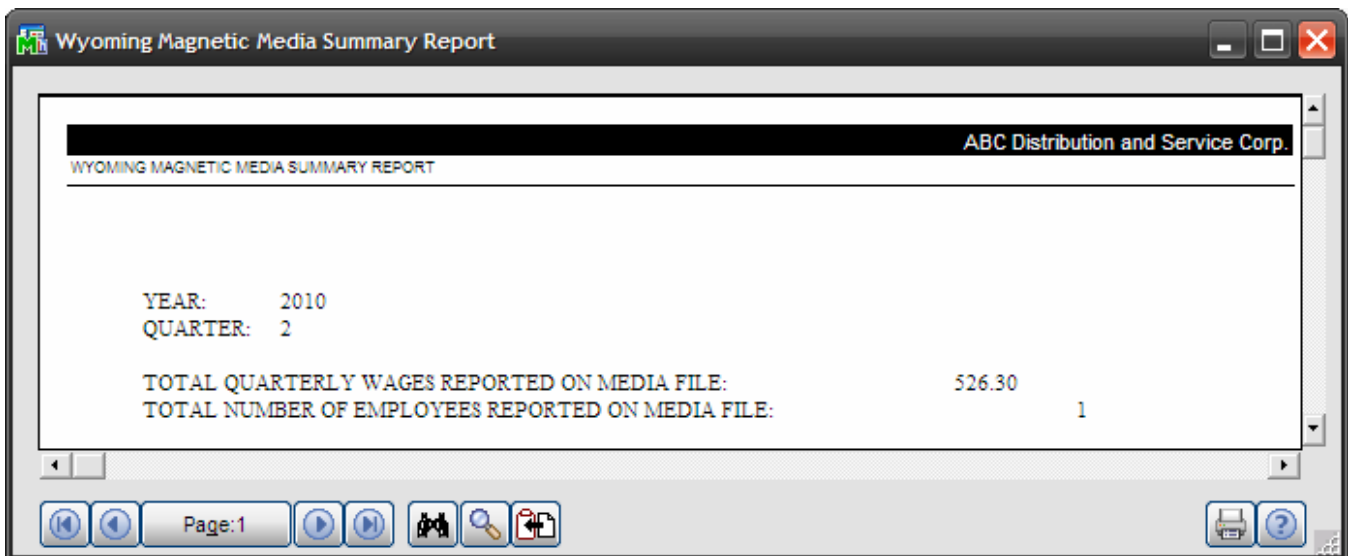 Wyoming Magnetic Media Summary Report
ABC Distribution and Service Corp.
WYOMING MAGNETIC MEDIA SUMMARY REPORT
YEAR: 2010
QUARTER: 2
TOTAL QUARTERLY WAGES REPORTED ON MEDIA FILE: 526.30
TOTAL NUMBER OF EMPLOYEES REPORTED ON MEDIA FILE: 1
Page:1